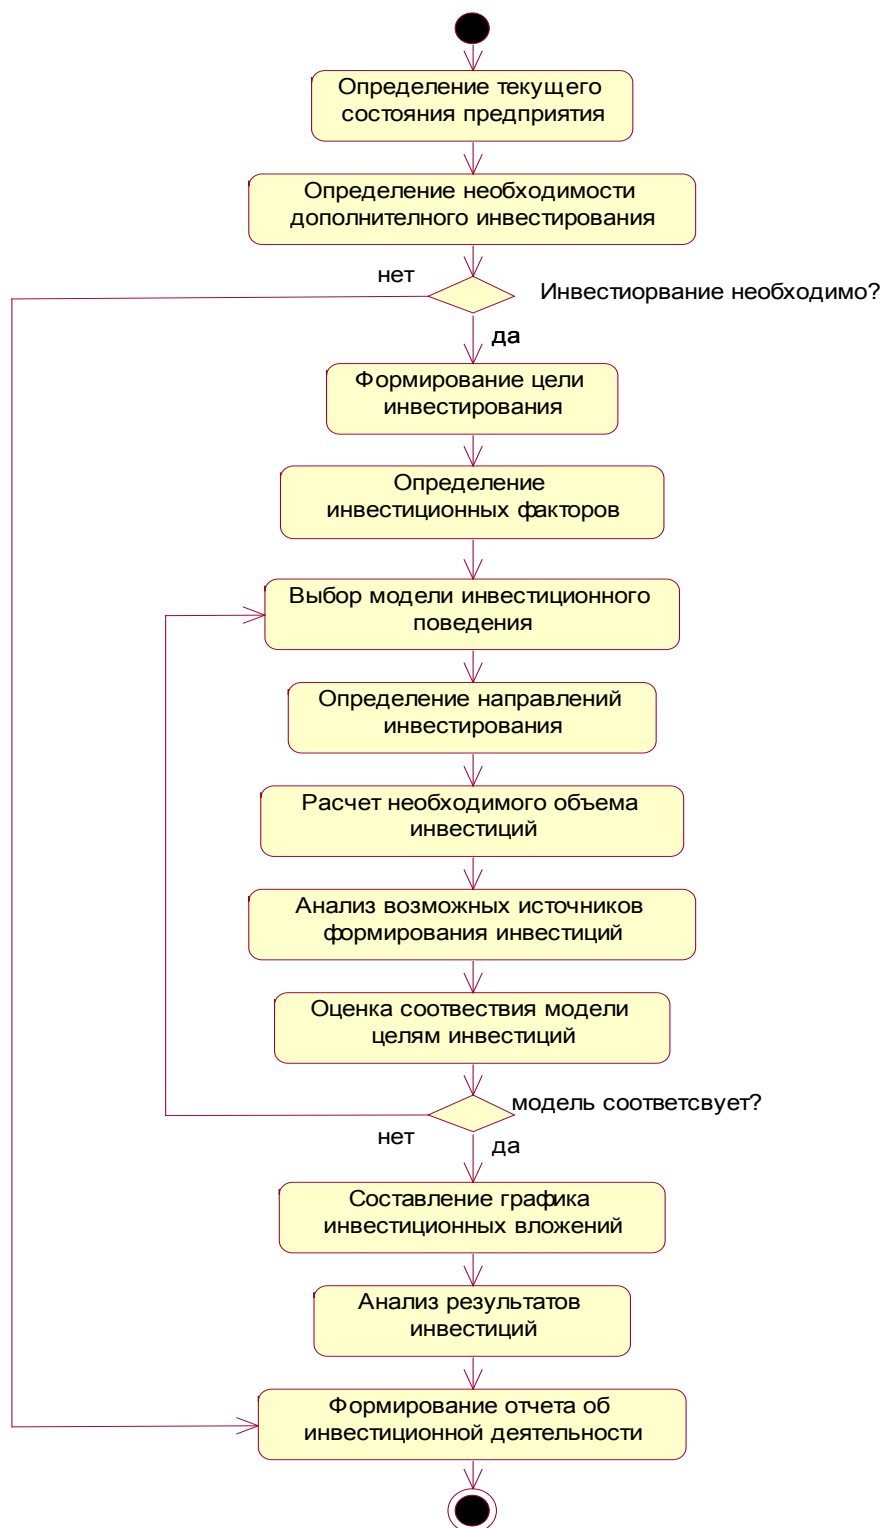 Определение текущего
состояния предприятия
Определение необходимости
дополнителного инвестирования
нет
Инвестиорвание необходимо?
да
Формирование цели
инвестирования
Определение
инвестиционных факторов
Выбор модели инвестиционного
поведения
Определение направлений
инвестирования
Расчет необходимого объема
инвестиций
Анализ возможных источников
формирования инвестиций
Оценка соотвествия модели
целям инвестиций
модель соответсвует?
нет
да
Составление графика
инвестиционных вложений
Анализ результатов
инвестиций
Формирование отчета об
инвестиционной деятельности